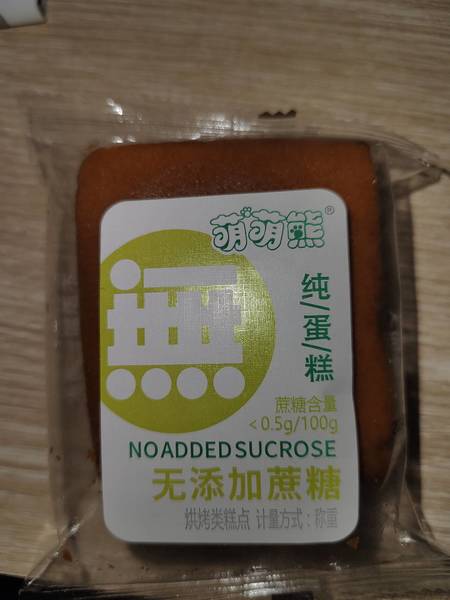 萌萌熊®
纯/蛋/糕
蔗糖含量
<0.5g/100g
NO ADDED SUCROSE
无添加蔗糖
烘烤类糕点 计量方式：称重